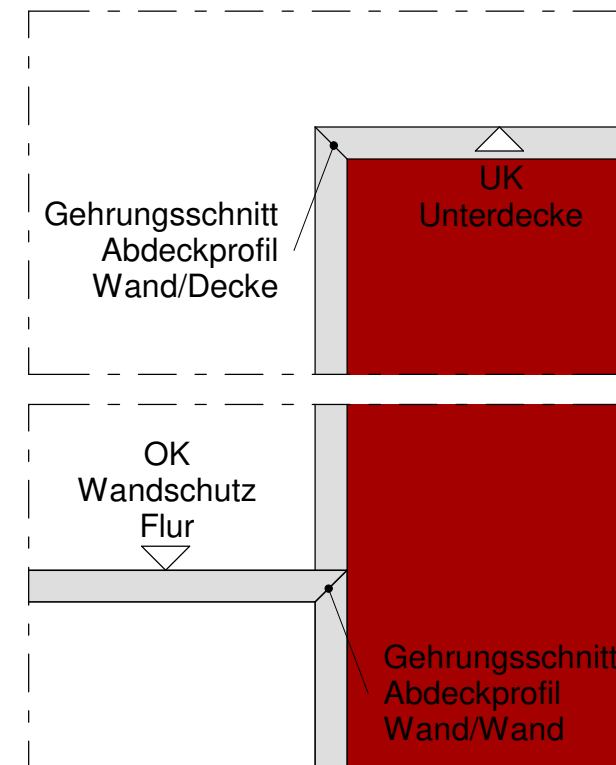 UK
Unterdecke
Gehrungsschnitt
Abdeckprofil
Wand/Decke
OK
Wandschutz
Flur
Gehrungsschnitt
Abdeckprofil
Wand/Wand